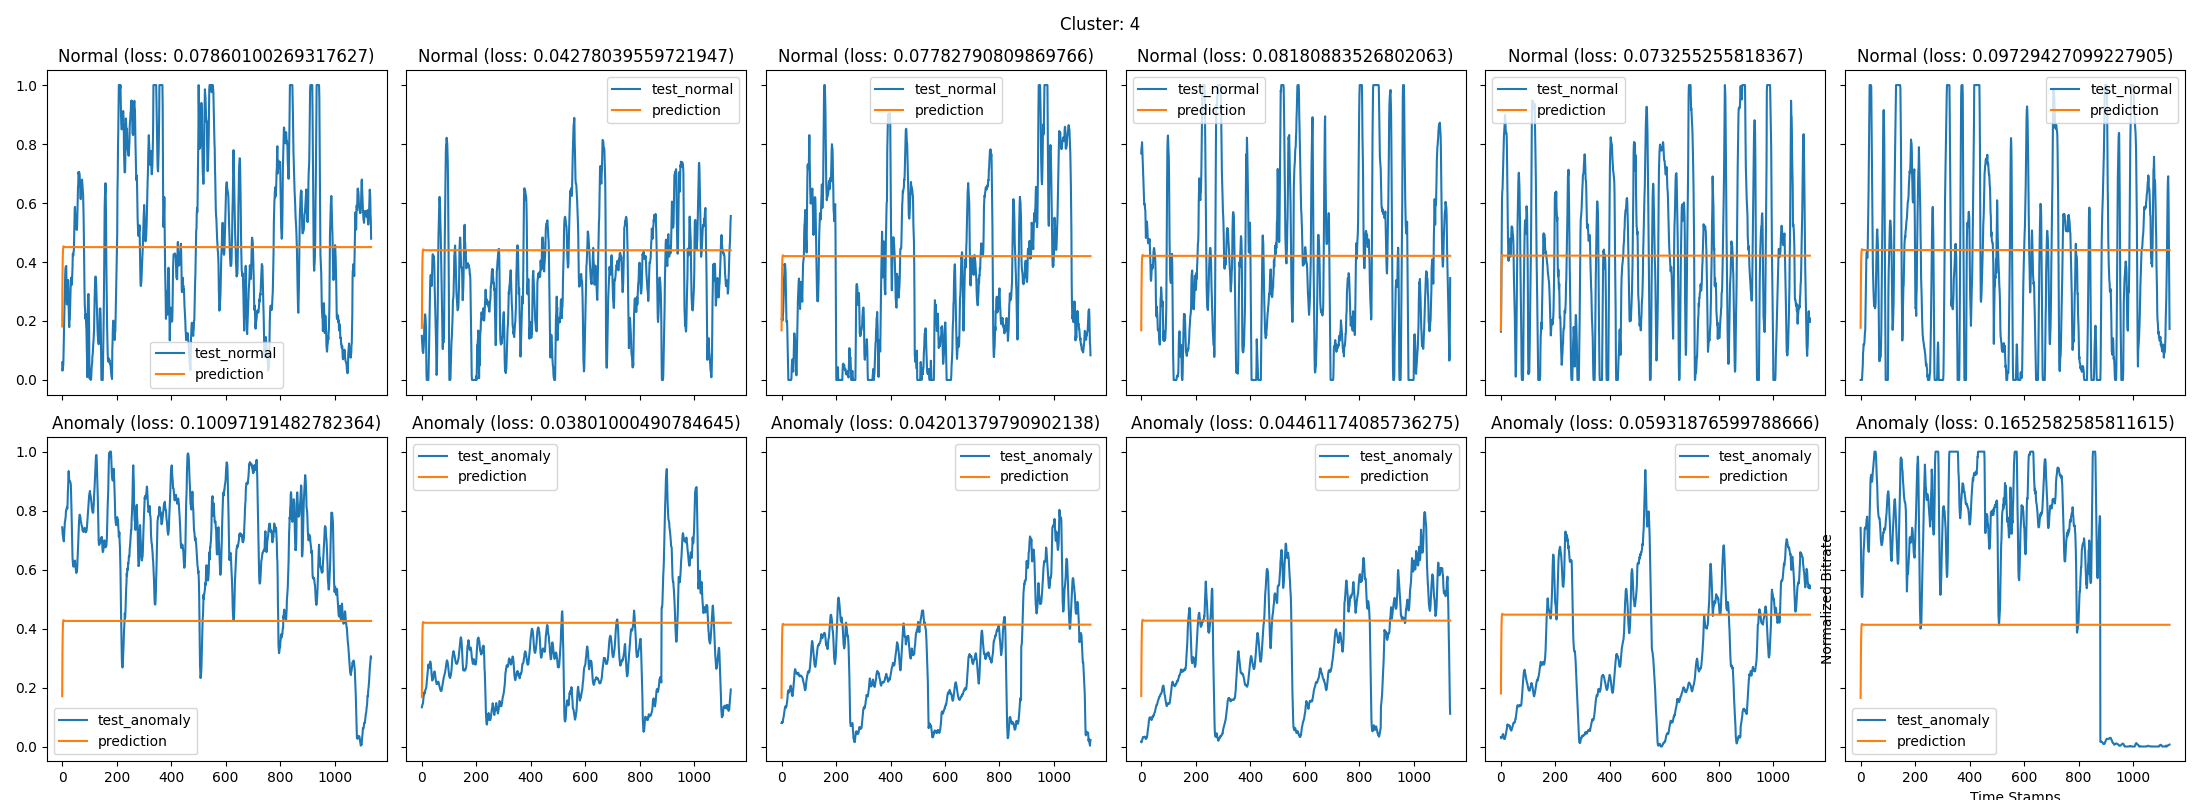 Cluster: 4
Normal (loss: 0.07860100269317627)
Normal (loss: 0.04278039559721947)
Normal (loss: 0.07782790809869766)
Normal (loss: 0.08180883526802063)
Normal (loss: 0.073255255818367)
Normal (loss: 0.09729427099227905)
1.0
0.8
0.6
0.4
0.2
0.0
test_normal
prediction
test_normal
prediction
test_normal
prediction
test_normal
prediction
test_normal
prediction
test_normal
prediction
Anomaly (loss: 0.10097191482782364)
Anomaly (loss: 0.03801000490784645)
Anomaly (loss: 0.04201379790902138)
Anomaly (loss: 0.04461174085736275)
Anomaly (loss: 0.05931876599788666)
Anomaly (loss: 0.1652582585811615)
1.0
0.8
0.6
0.4
0.2
0.0
test_anomaly
prediction
test_anomaly
prediction
test_anomaly
prediction
test_anomaly
prediction
test_anomaly
prediction
test_anomaly
prediction
Normalized Bitrate
0 200 400 600 800 1000
0 200 400 600 800 1000
0 200 400 600 800 1000
0 200 400 600 800 1000
0 200 400 600 800 1000
0 200 400 600 800 1000
Time Stamps